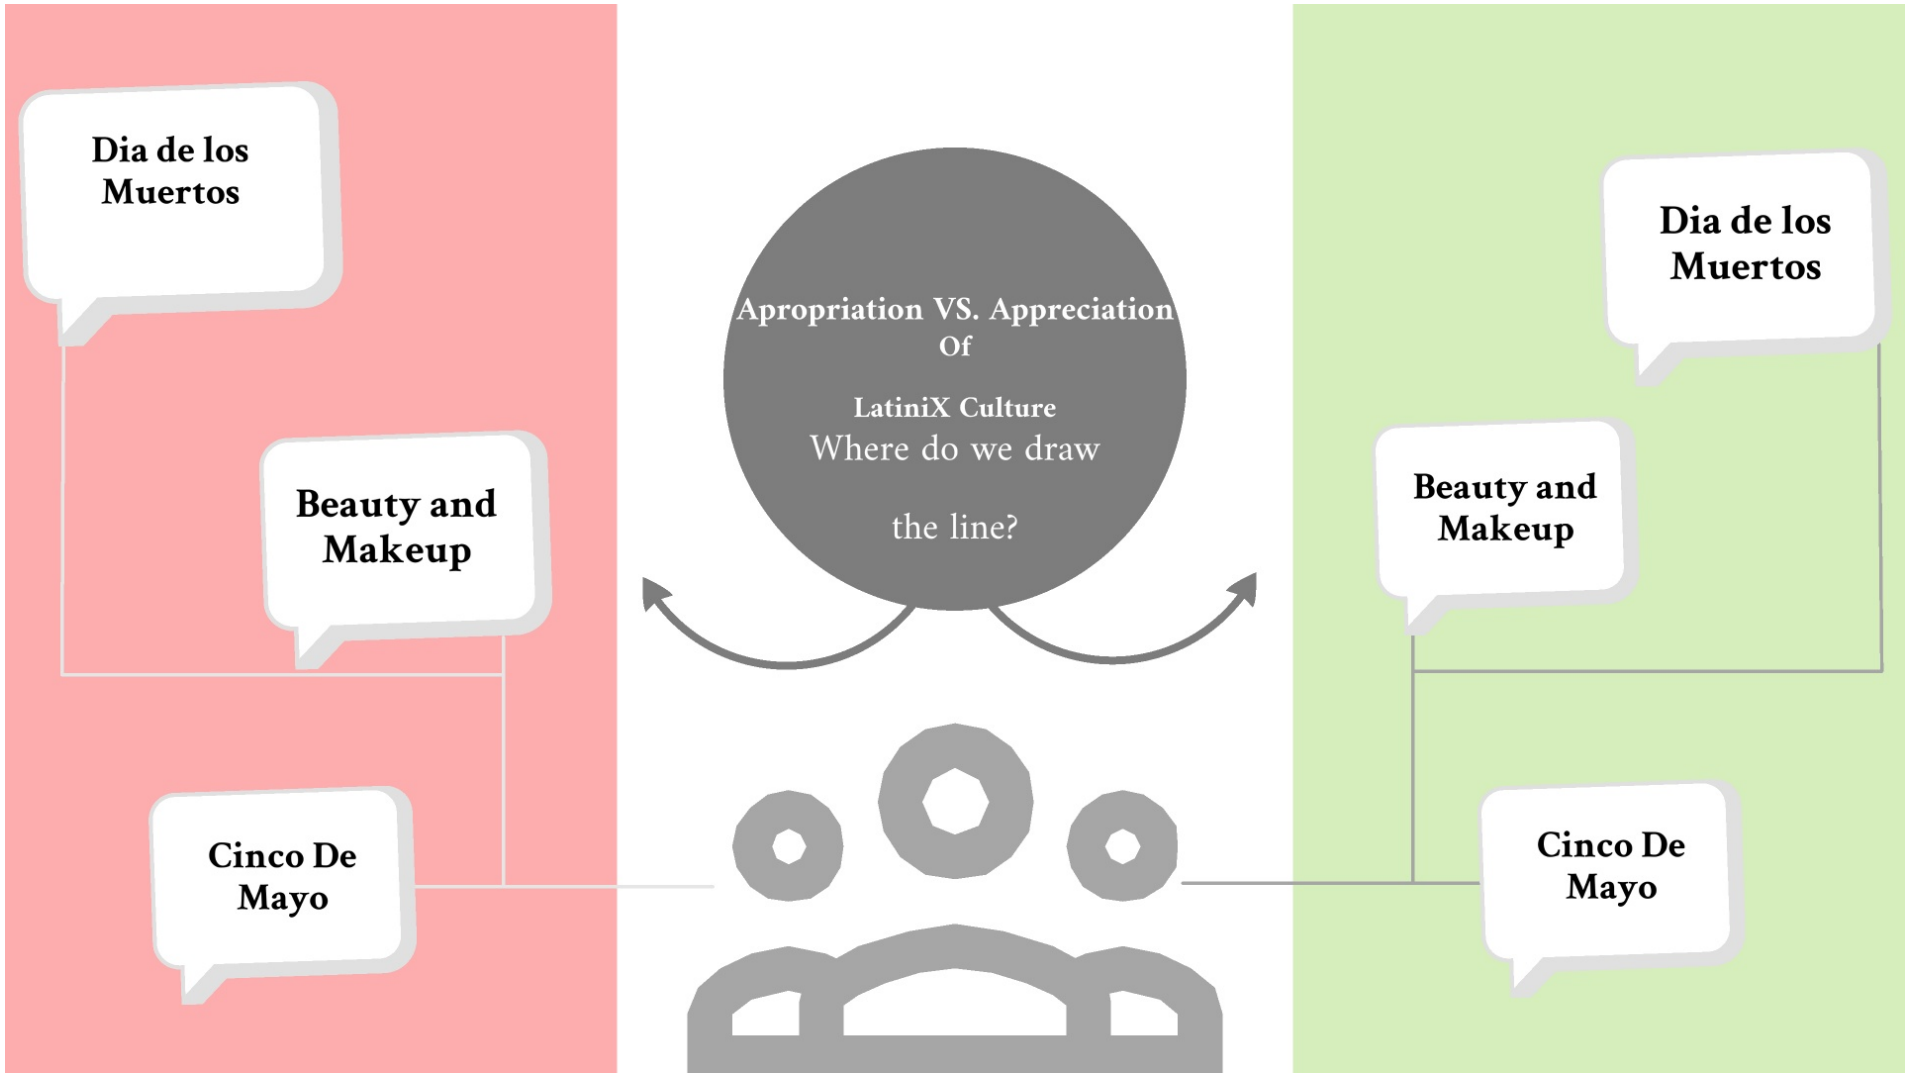 Dia de los
Muertos
Beauty and
Makeup
Cinco De
Mayo
Apropriation VS. Appreciation
Of
LatiniX Culture
Where do we draw
the line?
Dia de los
Muertos
Beauty and
Makeup
Cinco De
Mayo